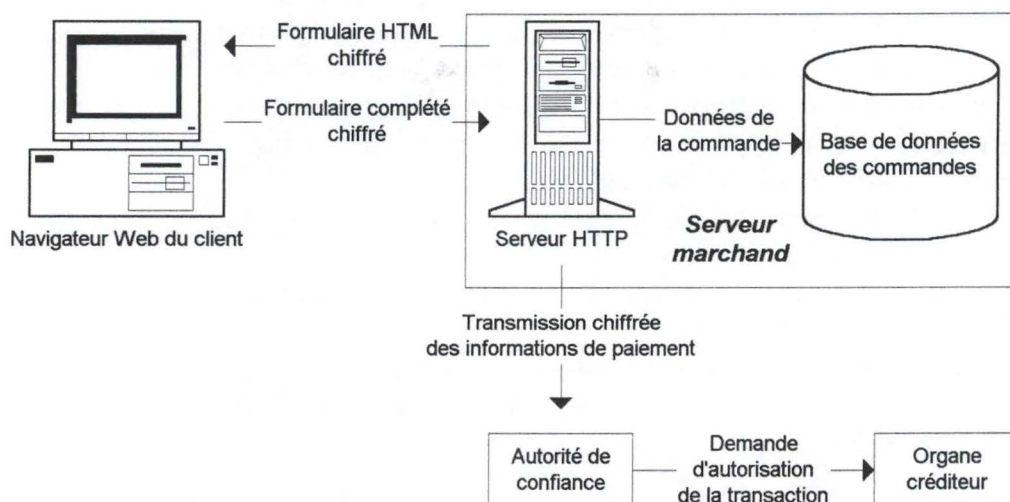 Formulaire HTML
chiffré
Formulaire complété
chiffré
Navigateur Web du client
Serveur HTTP
Données de
la commande
Base de données
des commandes
Serveur
marchand
Transmission chiffrée
des informations de paiement
Autorité de
confiance
Demande
d'autorisation
de la transaction
Organe
créditeur